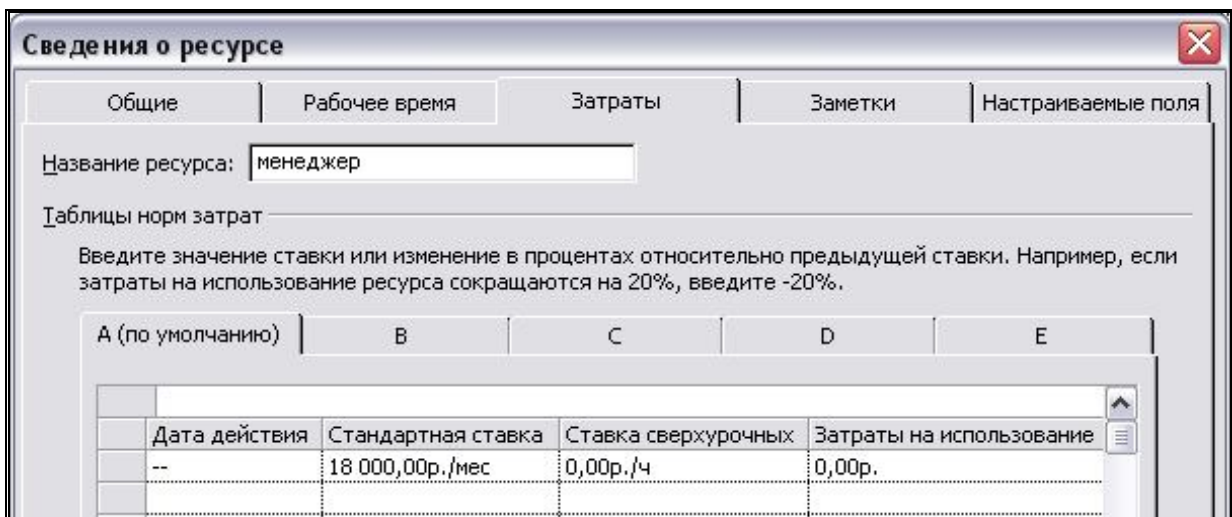 Сведения о ресурсе
Общие Рабочее время Затраты Заметки Настраиваемые поля
Название ресурса: менеджер
Таблицы норм затрат
Введите значение ставки или изменение в процентах относительно предыдущей ставки. Например, если
затраты на использование ресурса сокращаются на 20%, введите -20%.
А (по умолчанию) B C D E
Дата действия Стандартная ставка Ставка сверхурочных Затраты на использование
-- 18 000,00р./мес 0,00р./ч 0,00р.